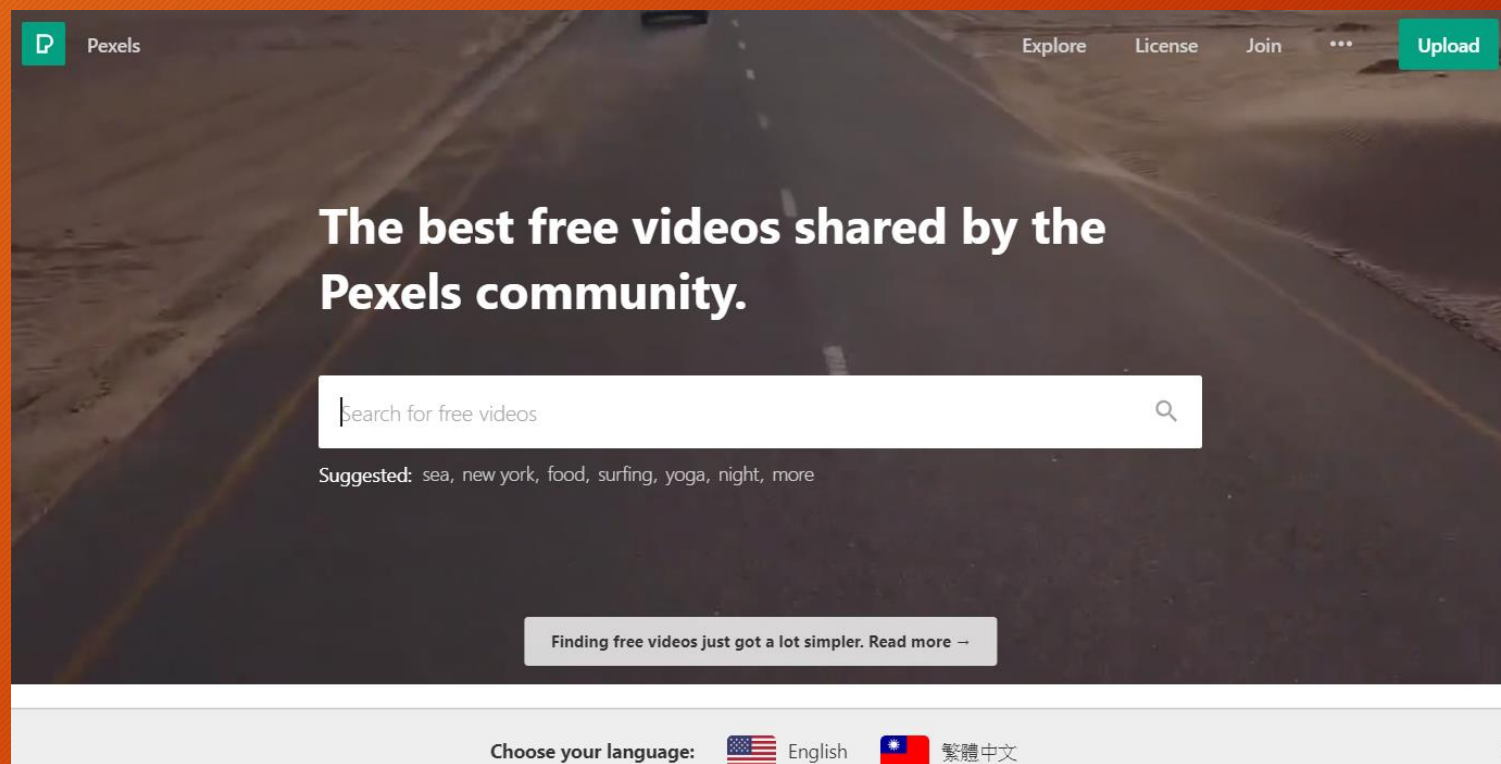 Pexels
Explore License Join ••• Upload
The best free videos shared by the
Pexels community.
Search for free videos
Suggested: sea, new york, food, surfing, yoga, night, more
Finding free videos just got a lot simpler. Read more →
Choose your language: English 繁體中文